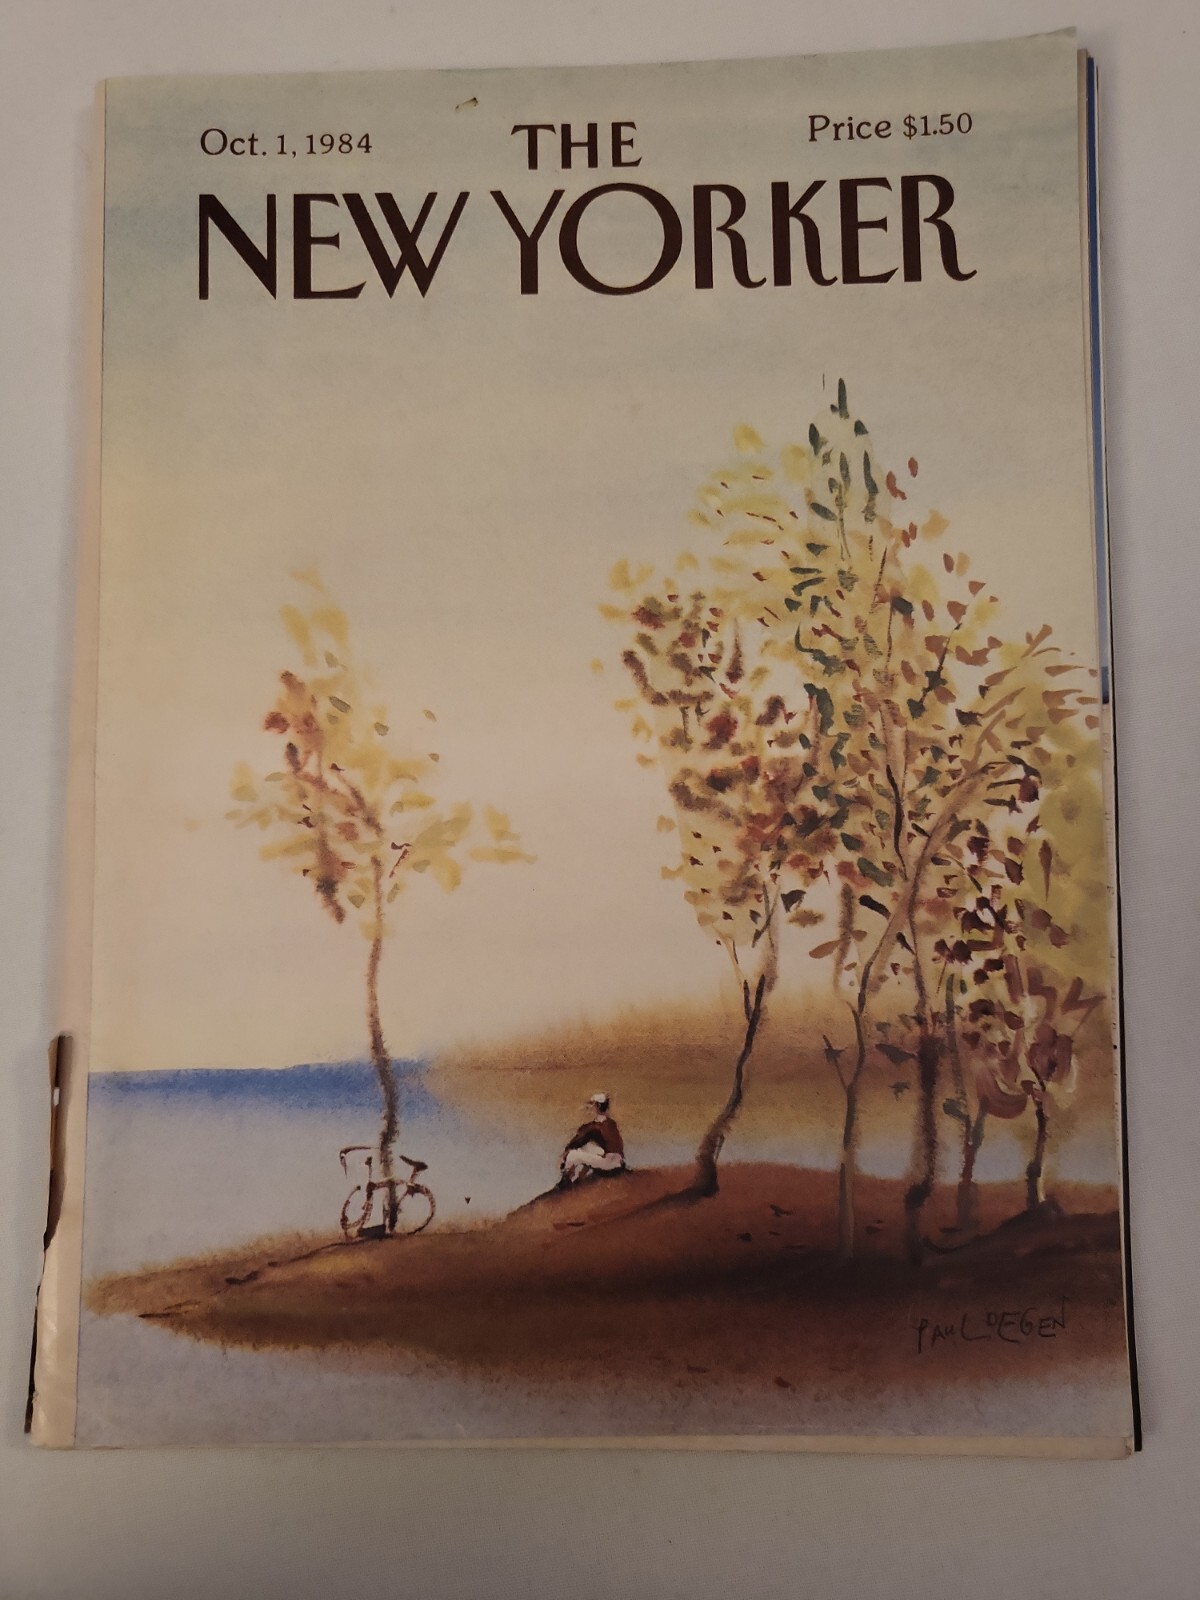 Oct. 1, 1984
THE
Price $1.50
NEW YORKER
PAUL DEGEN